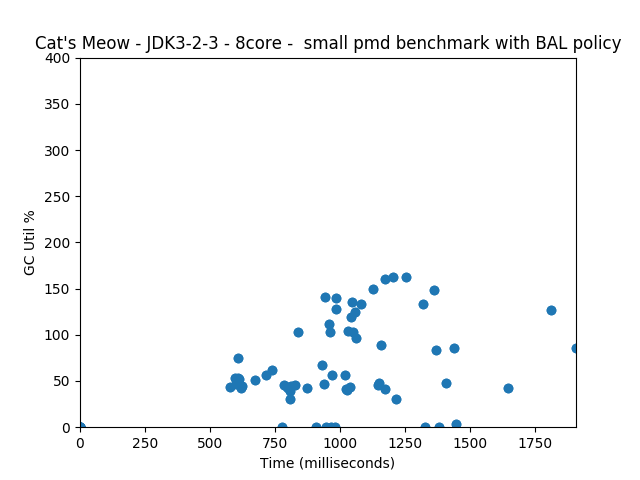 Cat's Meow - JDK3-2-3 - 8core -  small pmd benchmark with BAL policy
400
350
300
250
200
150
100
50
0
GC Util %
0 250 500 750 1000 1250 1500 1750
Time (milliseconds)